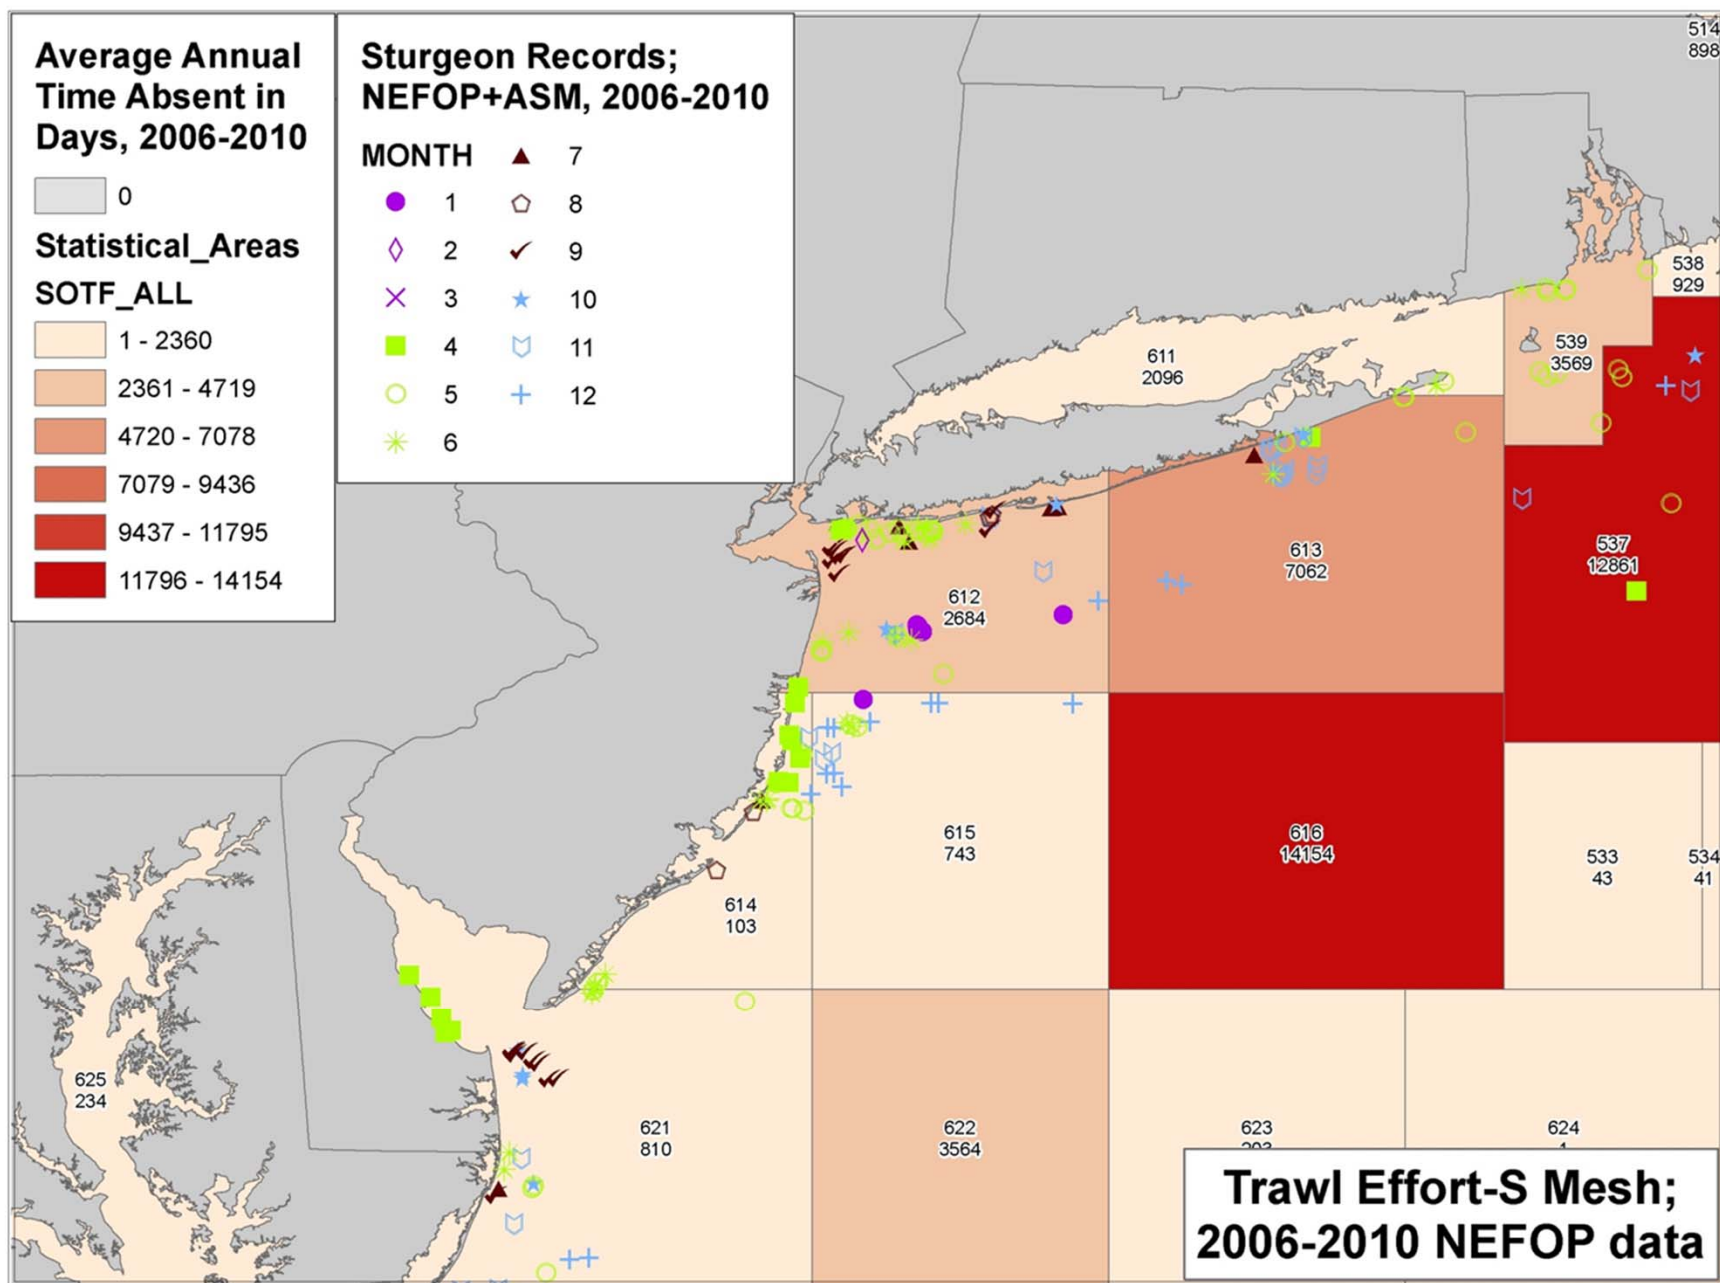 Average Annual
Time Absent in
Days, 2006-2010
0
Statistical_Areas
SOTF_ALL
1 - 2360
2361 - 4719
4720 - 7078
7079 - 9436
9437 - 11795
11796 - 14154
Sturgeon Records;
NEFOP+ASM, 2006-2010
MONTH
1
2
3
4
5
6
7
8
9
10
11
12
514
898
538
929
539
3569
611
2096
537
12861
613
7062
612
2684
616
14154
615
743
533
43
534
41
614
103
625
234
621
810
622
3564
623
624
Trawl Effort-S Mesh;
2006-2010 NEFOP data